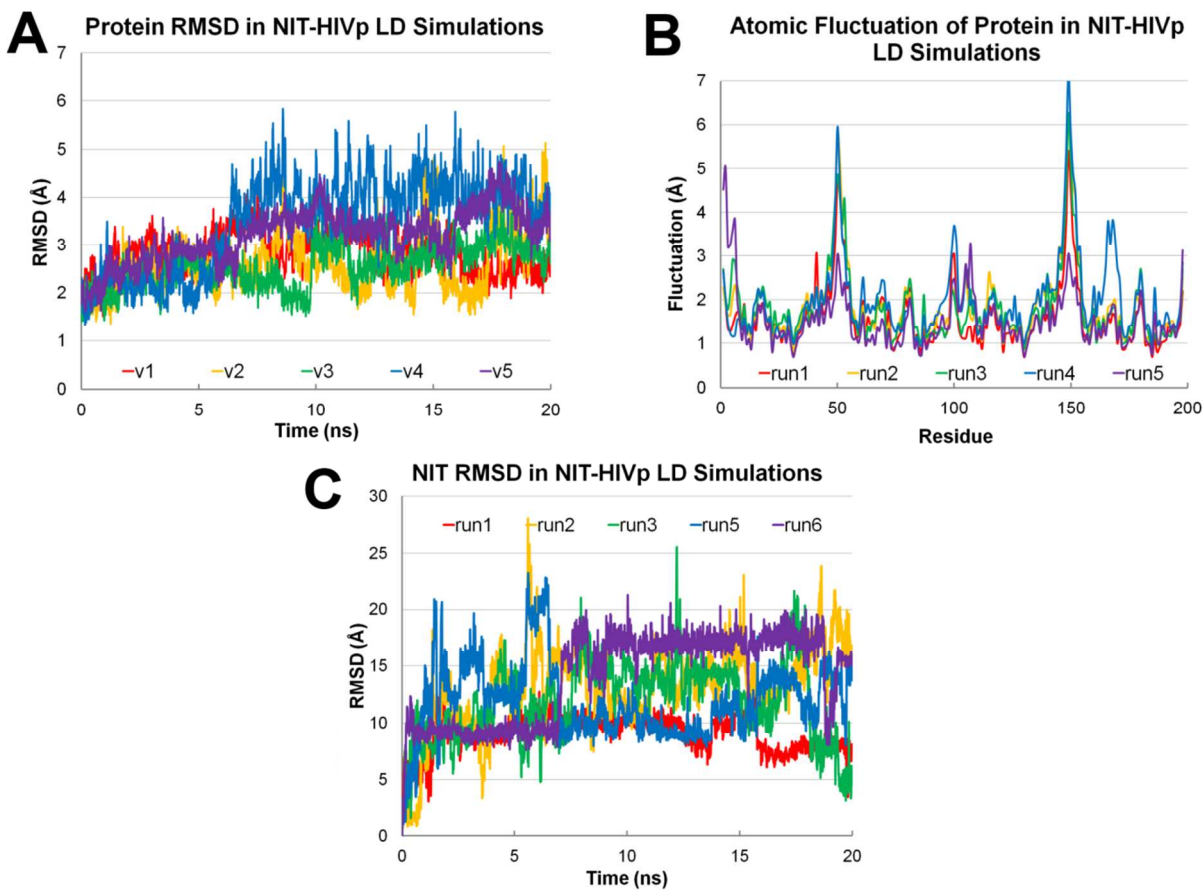 A
Protein RMSD in NIT-HIVp LD Simulations
7
6
5
4
3
2
1
0
RMSD (Å)
v1 v2 v3 v4 v5
0 5 10 15 20
Time (ns)
B
Atomic Fluctuation of Protein in NIT-HIVp
LD Simulations
7
6
5
4
3
2
1
0
Fluctuation (Å)
run1 run2 run3 run4 run5
0 50 100 150 200
Residue
C
NIT RMSD in NIT-HIVp LD Simulations
30
25
20
15
10
5
0
RMSD (Å)
run1 run2 run3 run5 run6
0 5 10 15 20
Time (ns)